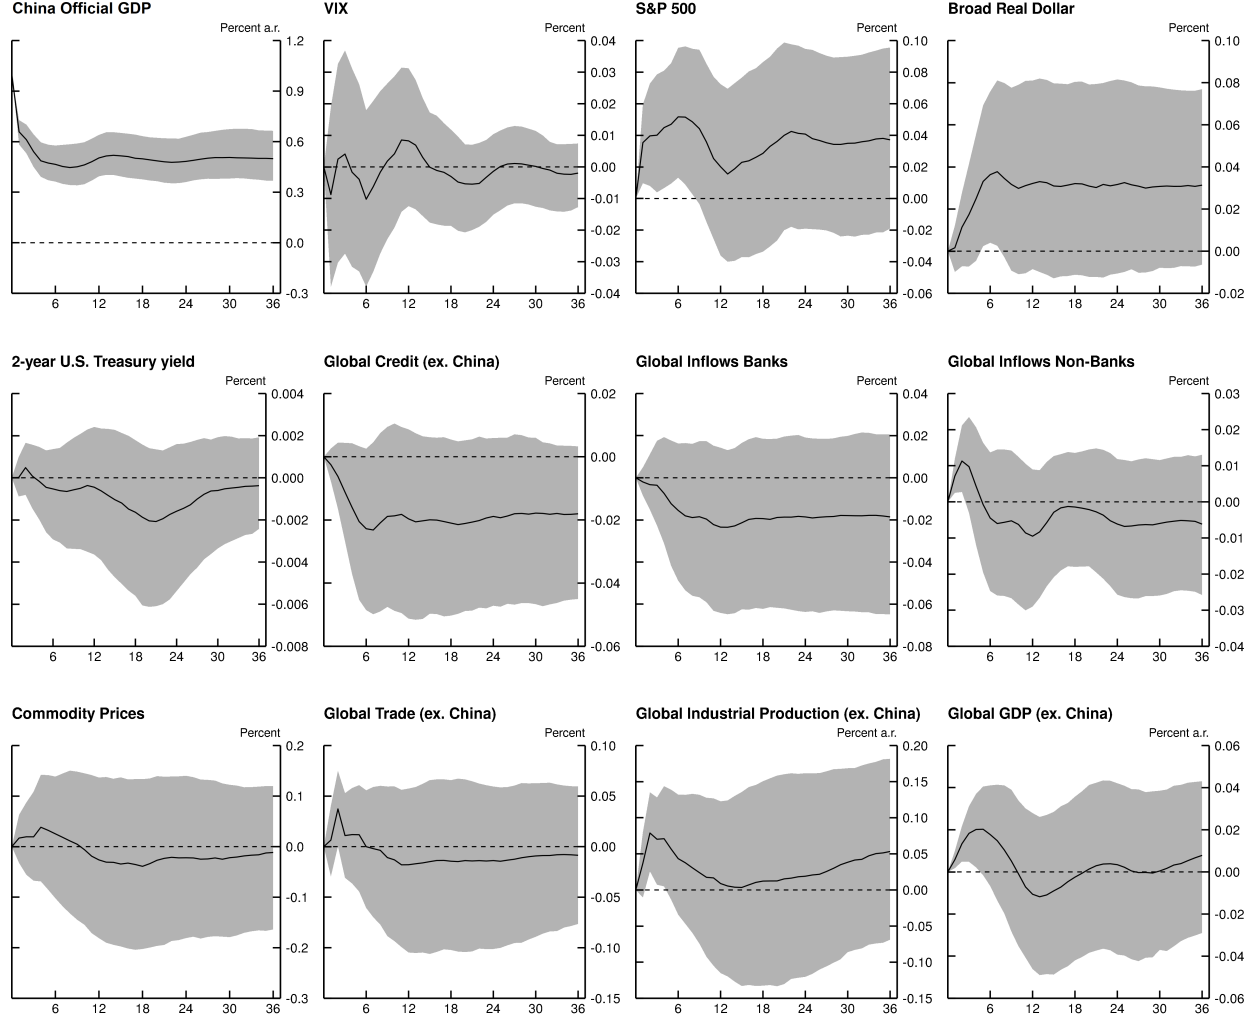 China Official GDP
Percent a.r.
1.2
0.9
0.6
0.3
0.0
-0.3
6 12 18 24 30 36
VIX
Percent
0.04
0.03
0.02
0.01
0.00
-0.01
-0.02
-0.03
-0.04
6 12 18 24 30 36
S&P 500
Percent
0.10
0.08
0.06
0.04
0.02
0.00
-0.02
-0.04
-0.06
6 12 18 24 30 36
Broad Real Dollar
Percent
0.10
0.08
0.06
0.04
0.02
0.00
-0.02
6 12 18 24 30 36
2-year U.S. Treasury yield
Percent
0.004
0.002
0.000
-0.002
-0.004
-0.006
-0.008
6 12 18 24 30 36
Global Credit (ex. China)
Percent
0.02
0.00
-0.02
-0.04
-0.06
6 12 18 24 30 36
Global Inflows Banks
Percent
0.04
0.02
0.00
-0.02
-0.04
-0.06
-0.08
6 12 18 24 30 36
Global Inflows Non-Banks
Percent
0.03
0.02
0.01
0.00
-0.01
-0.02
-0.03
-0.04
6 12 18 24 30 36
Commodity Prices
Percent
0.2
0.1
0.0
-0.1
-0.2
-0.3
6 12 18 24 30 36
Global Trade (ex. China)
Percent
0.10
0.05
0.00
-0.05
-0.10
-0.15
6 12 18 24 30 36
Global Industrial Production (ex. China)
Percent a.r.
0.20
0.15
0.10
0.05
0.00
-0.05
-0.10
-0.15
6 12 18 24 30 36
Global GDP (ex. China)
Percent a.r.
0.06
0.04
0.02
0.00
-0.02
-0.04
-0.06
6 12 18 24 30 36